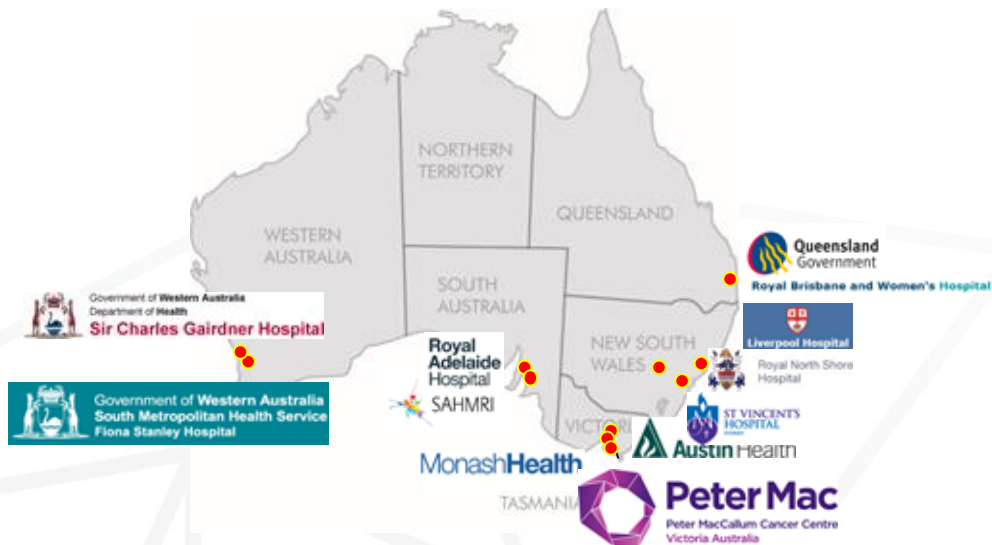 NORTHERN
TERRITORY
QUEENSLAND
WESTERN
AUSTRALIA
SOUTH
AUSTRALIA
NEW SOUTH
WALES
VICTORI
TASMANIA
Queensland
Government
Royal Brisbane and Women's Hospital
Government of Western Australia
Department of Health
Sir Charles Gairdner Hospital
Liverpool Hospital
Royal North Shore
Hospital
Royal
Adelaide
Hospital
SAHMRI
Government of Western Australia
South Metropolitan Health Service
Fiona Stanley Hospital
ST VINCENT'S
HOSPITAL
SYDNEY
Austin Health
MonashHealth
Peter Mac
Peter MacCallum Cancer Centre
Victoria Australia